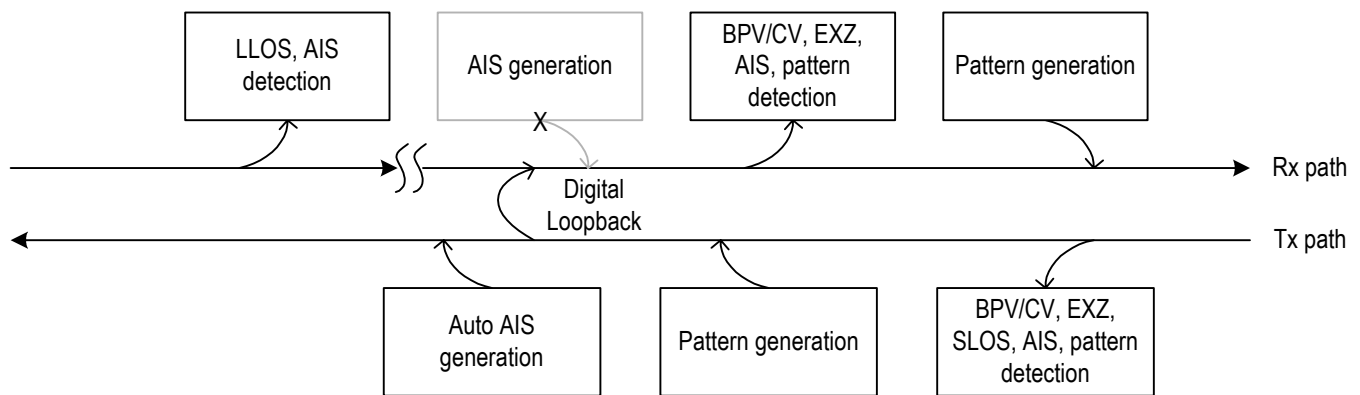 LLOS, AIS
detection
AIS generation
BPV/CV, EXZ,
AIS, pattern
detection
Pattern generation
X
Rx path
Digital
Loopback
Tx path
Auto AIS
generation
Pattern generation
BPV/CV, EXZ,
SLOS, AIS, pattern
detection